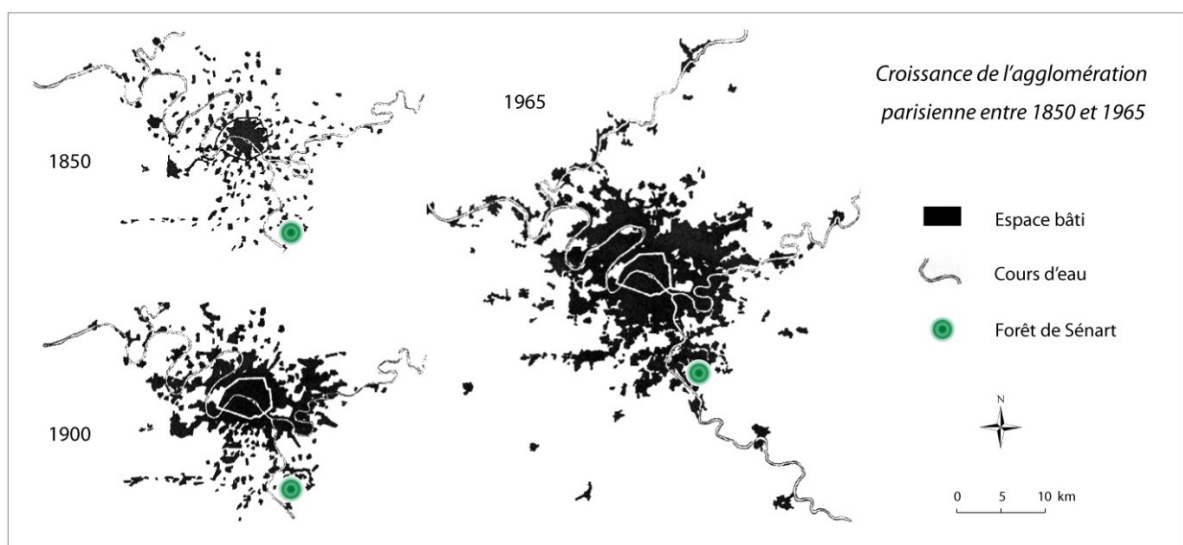 Croissance de l'agglomération
parisienne entre 1850 et 1965
1850
1900
1965
Espace bâti
Cours d'eau
Forêt de Sénart
N
0 5 10 km